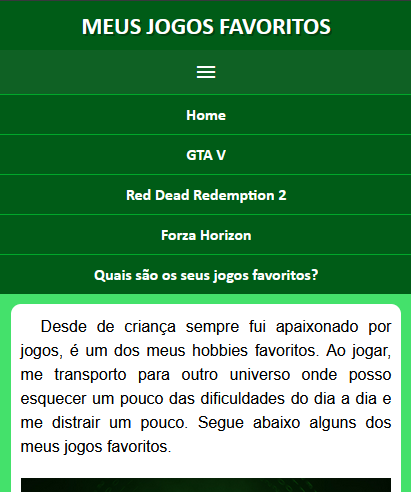 MEUS JOGOS FAVORITOS
Home
GTA V
Red Dead Redemption 2
Forza Horizon
Quais são os seus jogos favoritos?
Desde de criança sempre fui apaixonado por
jogos, é um dos meus hobbies favoritos. Ao jogar,
me transporto para outro universo onde posso
esquecer um pouco das dificuldades do dia a dia e
me distrair um pouco. Segue abaixo alguns dos
meus jogos favoritos.